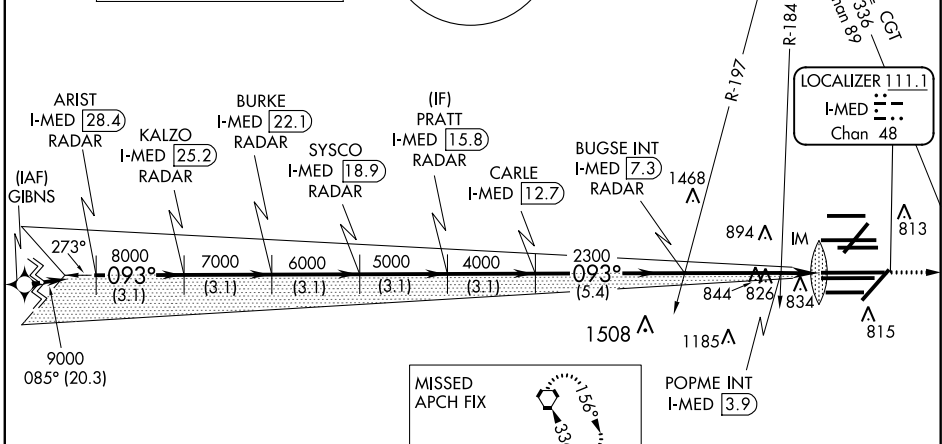 CGT
336
Chan 89
R-184
R-197
LOCALIZER 111.1
I-MED
Chan 48
ARIST
I-MED 28.4
RADAR
KALZO
I-MED 25.2
RADAR
BURKE
I-MED 22.1
RADAR
SYSCO
I-MED 18.9
RADAR
(IF)
PRATT
I-MED 15.8
RADAR
CARLE
I-MED 12.7
BUGSE INT
I-MED 7.3
RADAR
1468
(IAF)
GIBNS
894
IM
813
273°
8000
7000
6000
5000
4000
2300
093°
093°
(3.1)
(3.1)
(3.1)
(3.1)
(3.1)
(5.4)
844
826
834
815
1508
1185
9000
085° (20.3)
POPME INT
I-MED 3.9
MISSED
APCH FIX
156°